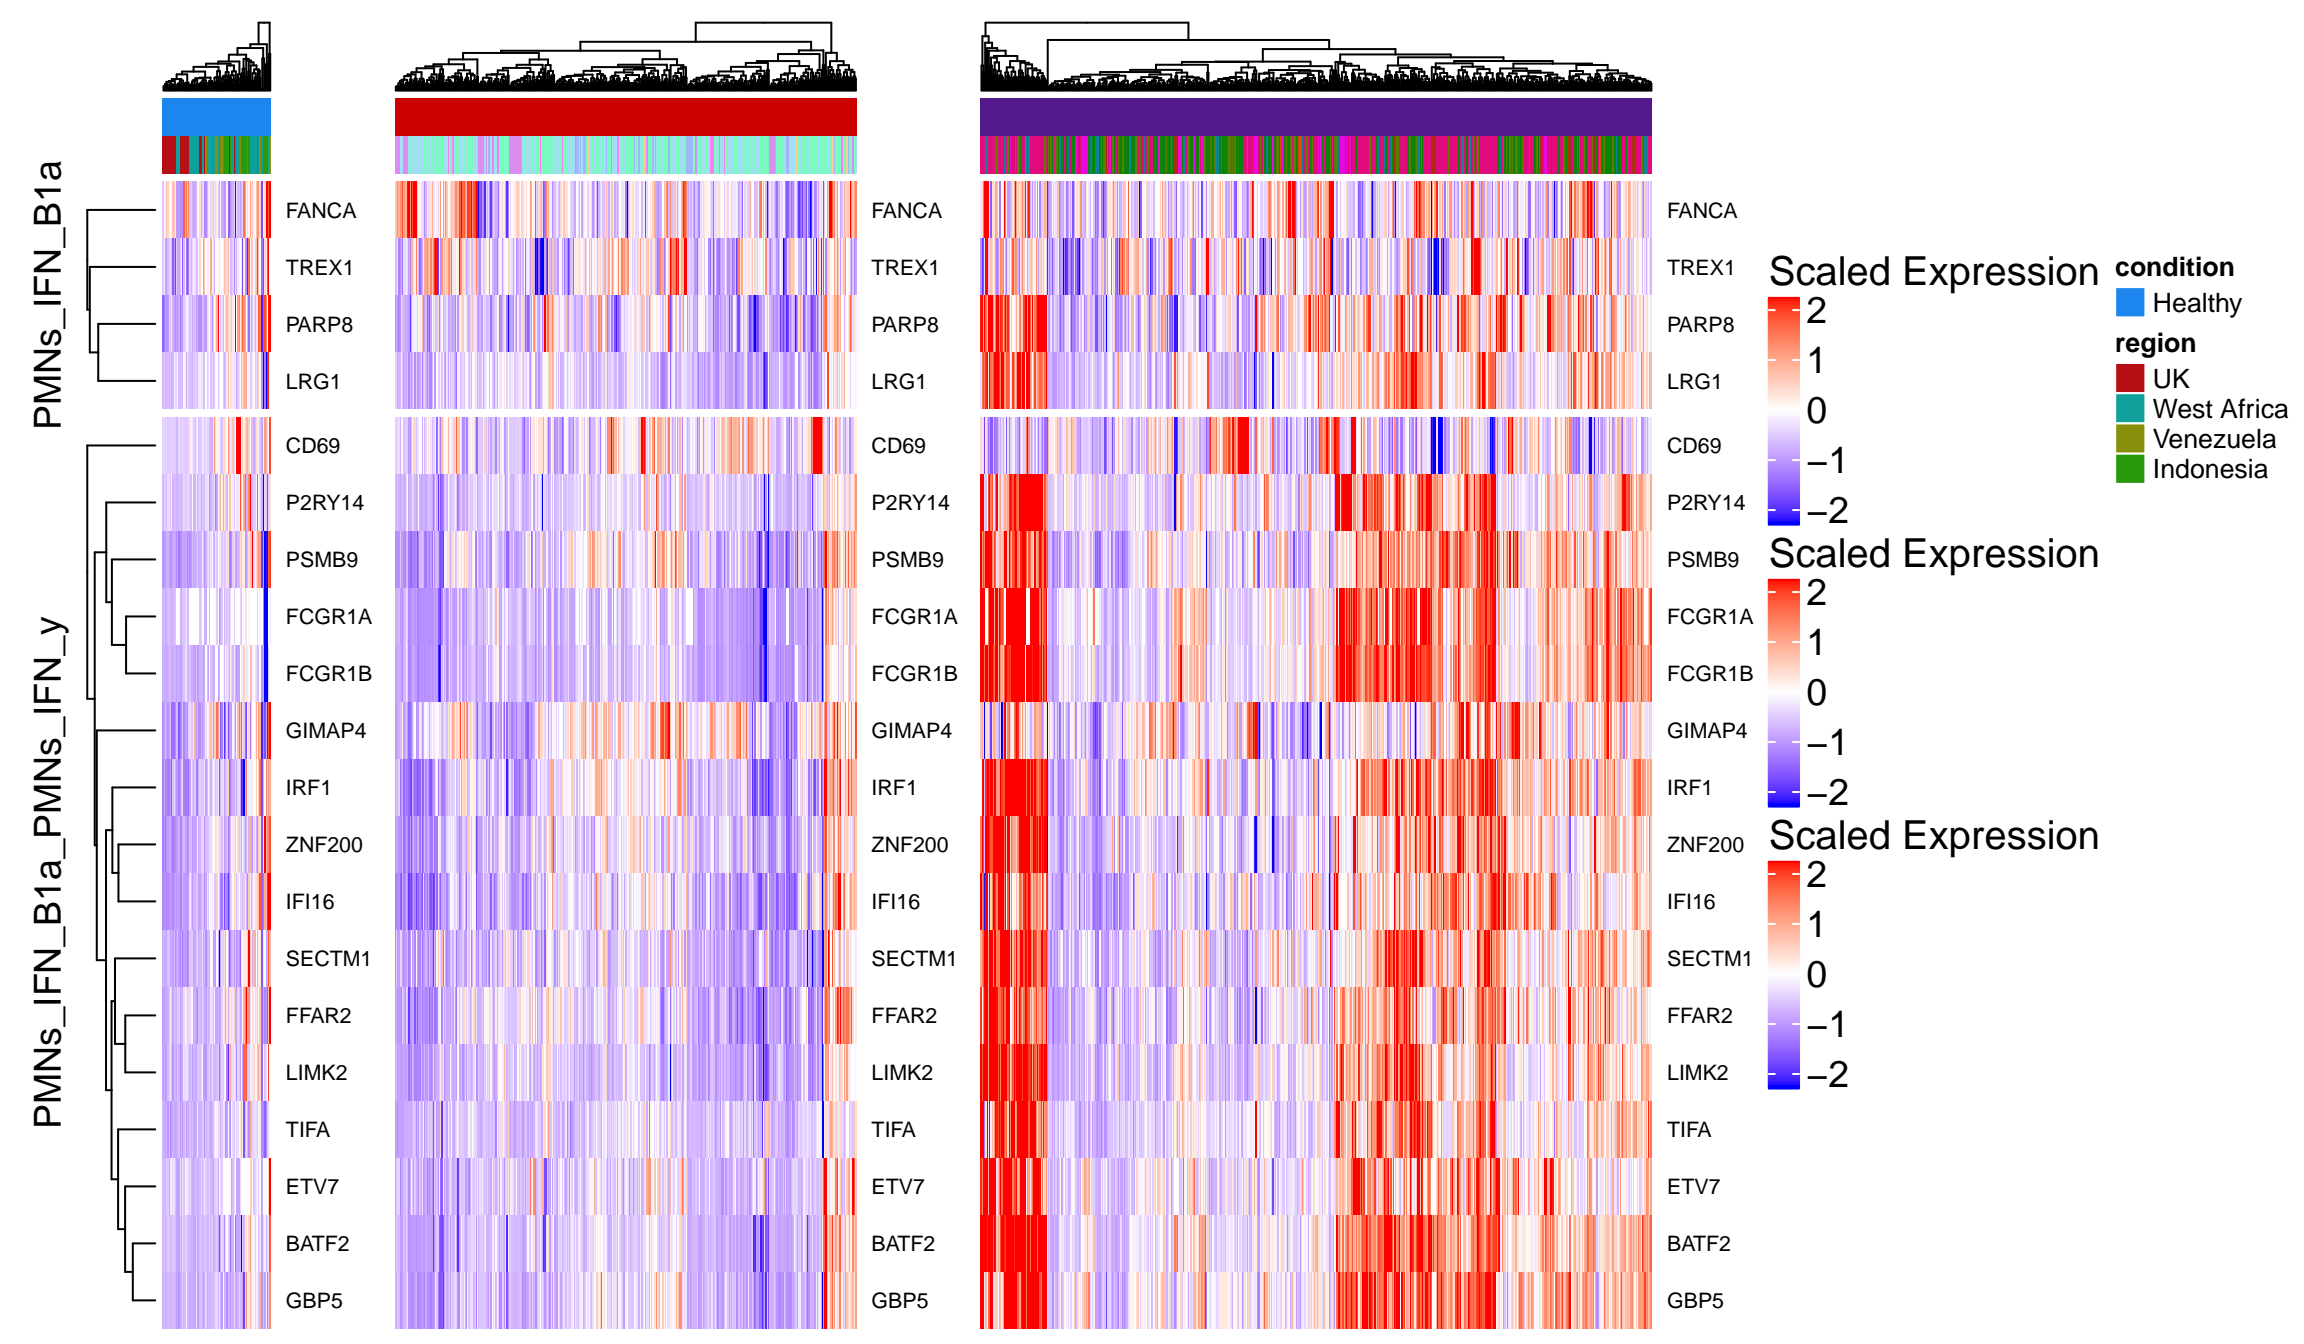 PMNs_IFN_B1a
FANCA
TREX1
PARP8
LRG1
PMNs_IFN_B1a_PMNs_IFN_y
CD69
P2RY14
PSMB9
FCGR1A
FCGR1B
GIMAP4
IRF1
ZNF200
IFI16
SECTM1
FFAR2
LIMK2
TIFA
ETV7
BATF2
GBP5
FANCA
TREX1
PARP8
LRG1
CD69
P2RY14
PSMB9
FCGR1A
FCGR1B
GIMAP4
IRF1
ZNF200
IFI16
SECTM1
FFAR2
LIMK2
TIFA
ETV7
BATF2
GBP5
FANCA
TREX1
PARP8
LRG1
CD69
P2RY14
PSMB9
FCGR1A
FCGR1B
GIMAP4
IRF1
ZNF200
IFI16
SECTM1
FFAR2
LIMK2
TIFA
ETV7
BATF2
GBP5
Scaled Expression
2
1
0
−1
−2
Scaled Expression
2
1
0
−1
−2
Scaled Expression
2
1
0
−1
−2
condition
Healthy
region
UK
West Africa
Venezuela
Indonesia